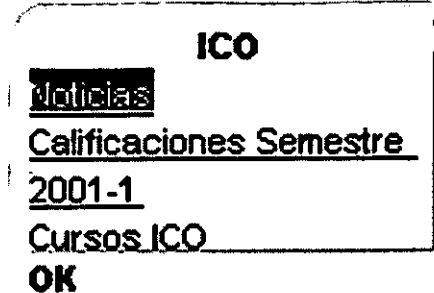 ICO
Noticias
Calificaciones Semestre
2001-1
Cursos ICO
OK